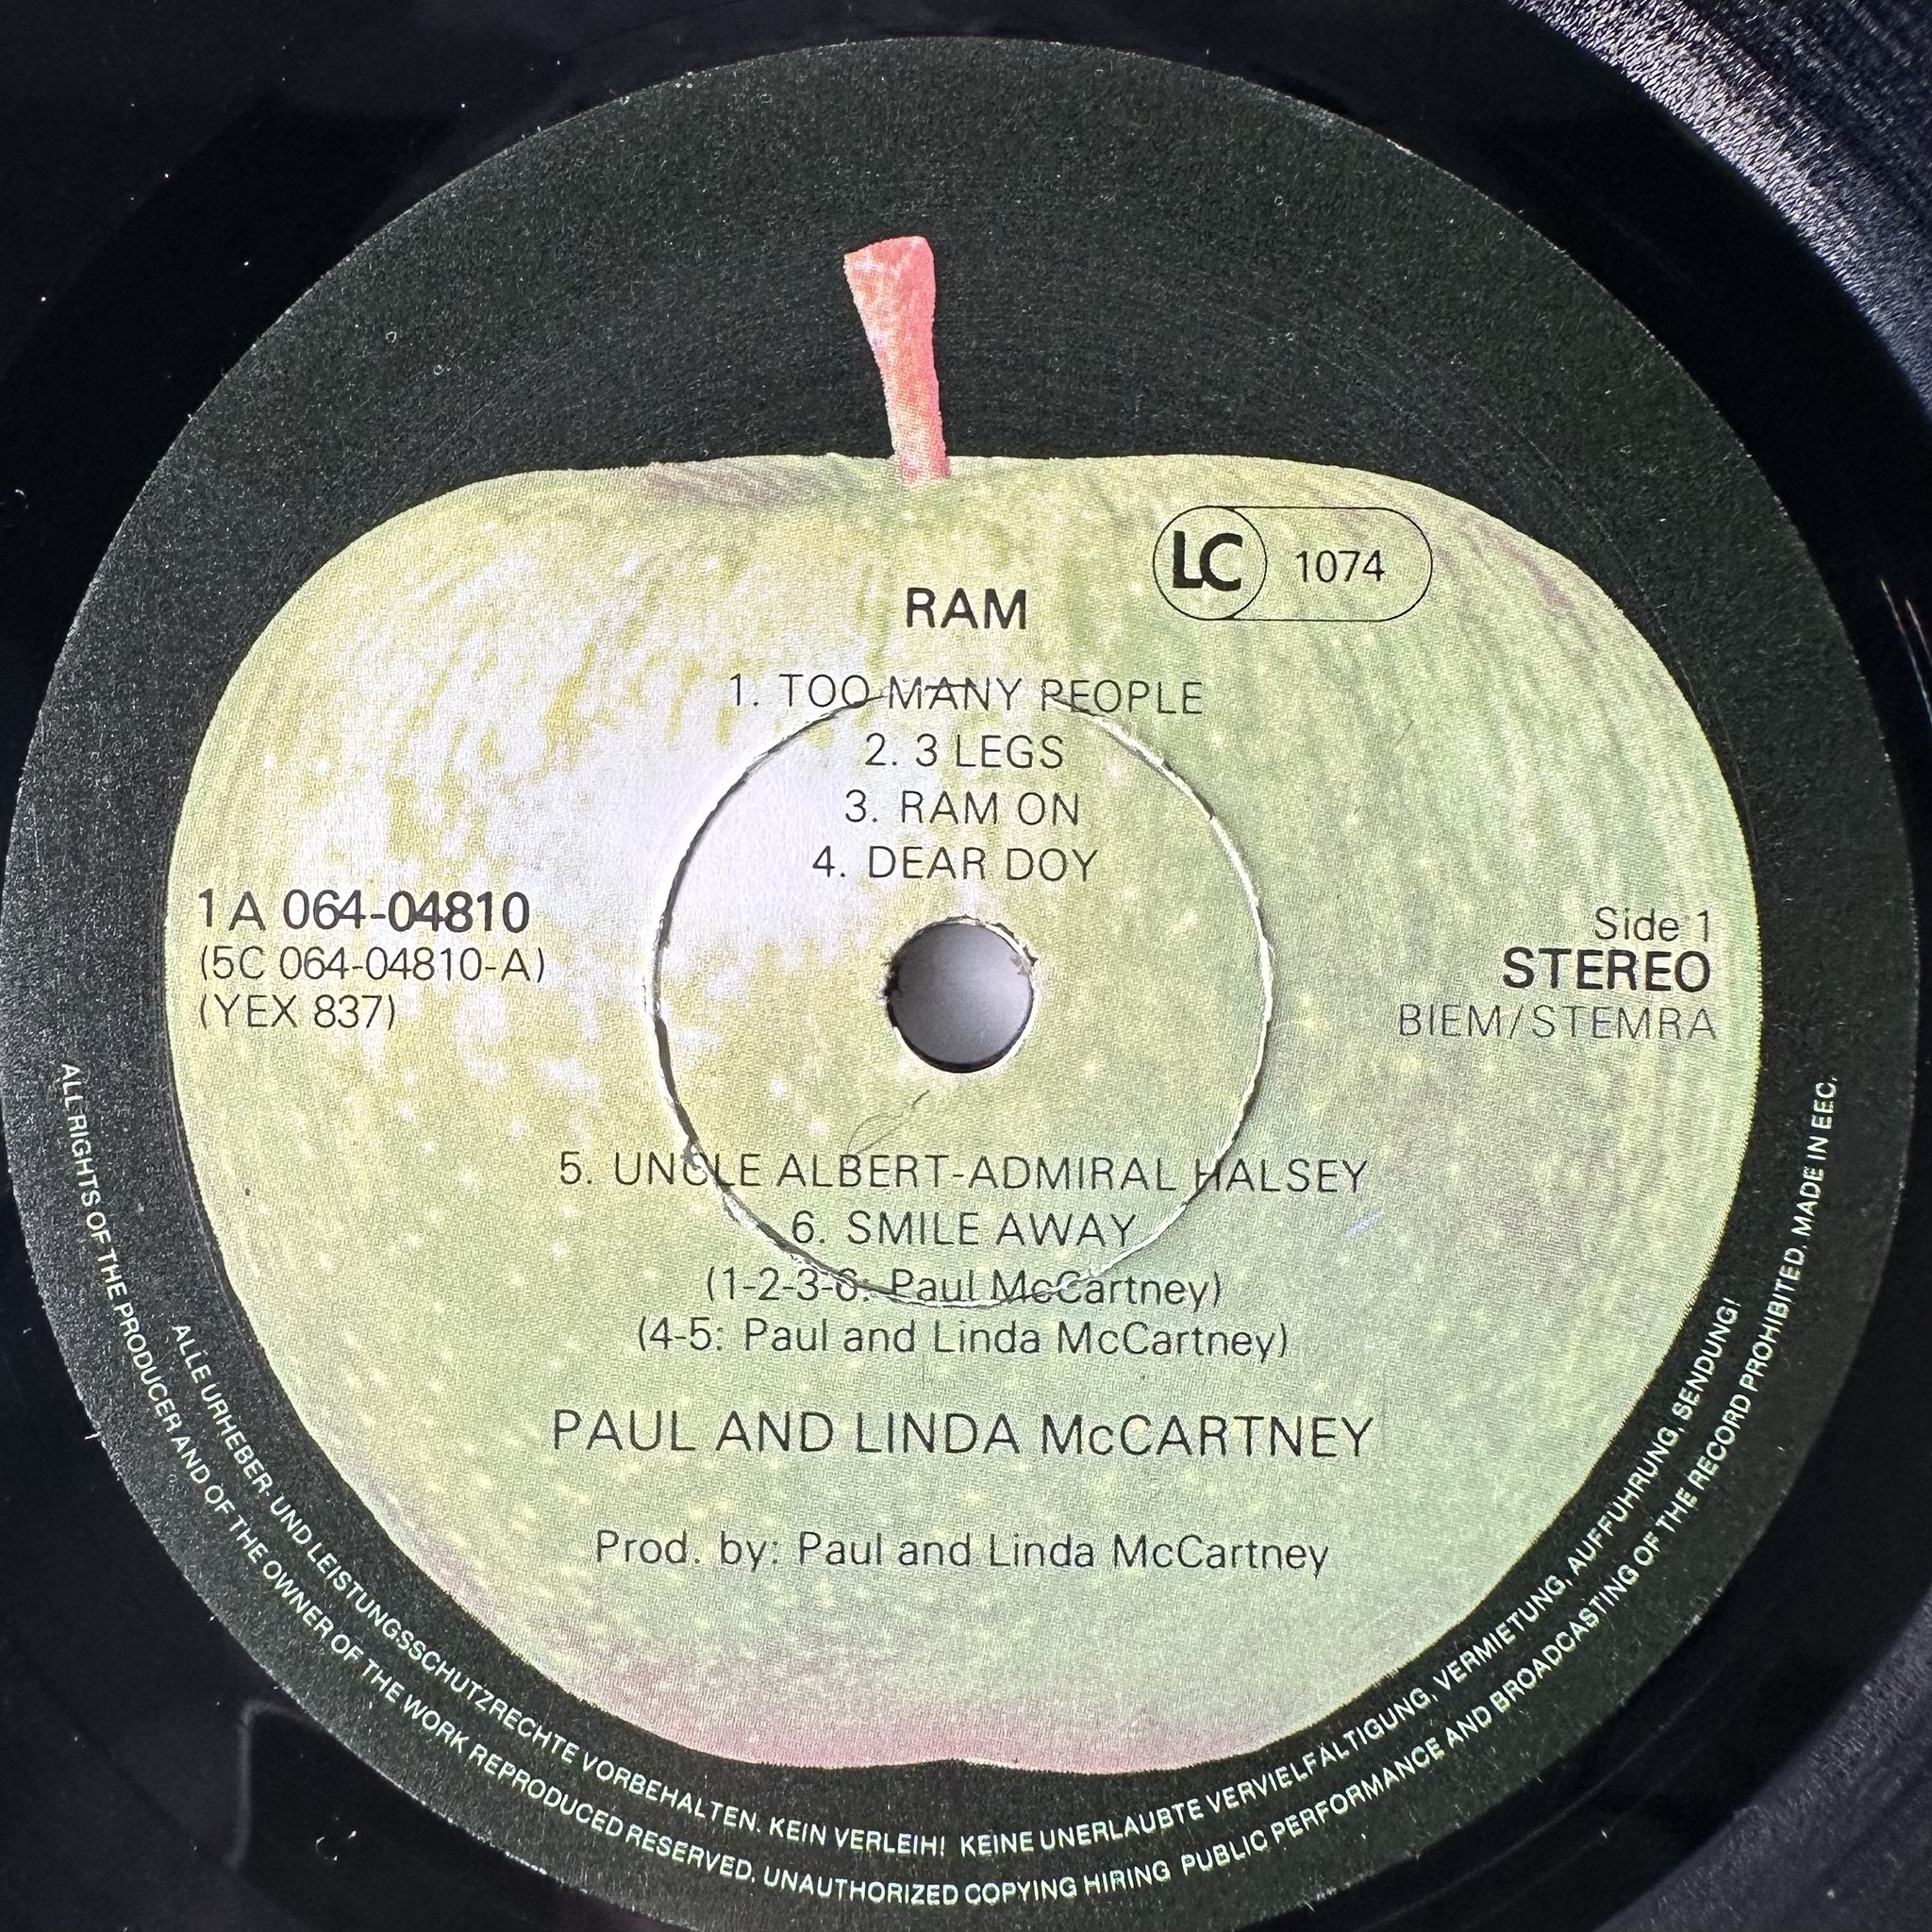 LC 1074
RAM
1. TOO MANY PEOPLE
2. 3 LEGS
3. RAM ON
4. DEAR DOY
1 A 064-04810
(5C 064-04810-A)
(YEX 837)
Side 1
STEREO
BIEM/STEMRA
5. UNCLE ALBERT-ADMIRAL HALSEY
6. SMILE AWAY
(1-2-3-6: Paul McCartney)
(4-5: Paul and Linda McCartney)
PAUL AND LINDA McCARTNEY
Prod. by: Paul and Linda McCartney
ALLE URHEBER- UND LEISTUNGSSCHUTZRECHTE VORBEHALTEN. KEIN VERLEIH! KEINE UNERLAUBTE VERVIELFÄLTIGUNG, VERMIETUNG, AUFFÜHRUNG, SENDUNG!
ALL RIGHTS OF THE PRODUCER AND OF THE OWNER OF THE WORK REPRODUCED RESERVED. UNAUTHORIZED COPYING HIRING PUBLIC PERFORMANCE AND BROADCASTING OF THE RECORD PROHIBITED. MADE IN EEC.